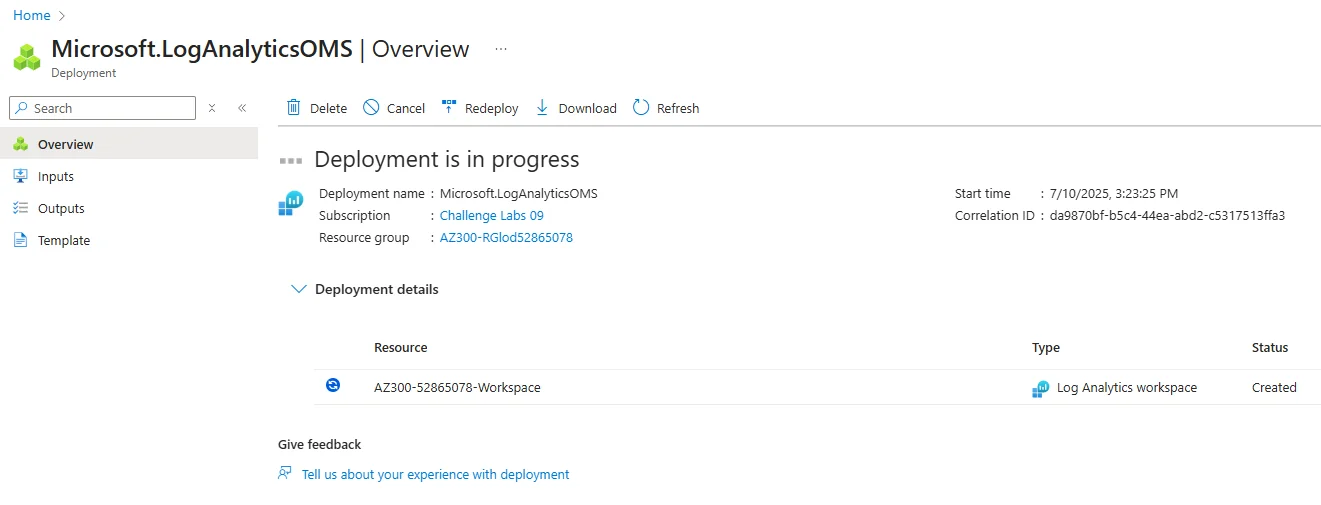 Home
Microsoft.LogAnalyticsOMS | Overview ...
Deployment
Search
Overview
Inputs
Outputs
Template
Delete Cancel Redeploy Download Refresh
Deployment is in progress
Deployment name : Microsoft.LogAnalyticsOMS
Subscription : Challenge Labs 09
Resource group : AZ300-RGlod52865078
Start time : 7/10/2025, 3:23:25 PM
Correlation ID : da9870bf-b5c4-44ea-abd2-c5317513ffa3
Deployment details
Resource Type Status
AZ300-52865078-Workspace Log Analytics workspace Created
Give feedback
Tell us about your experience with deployment